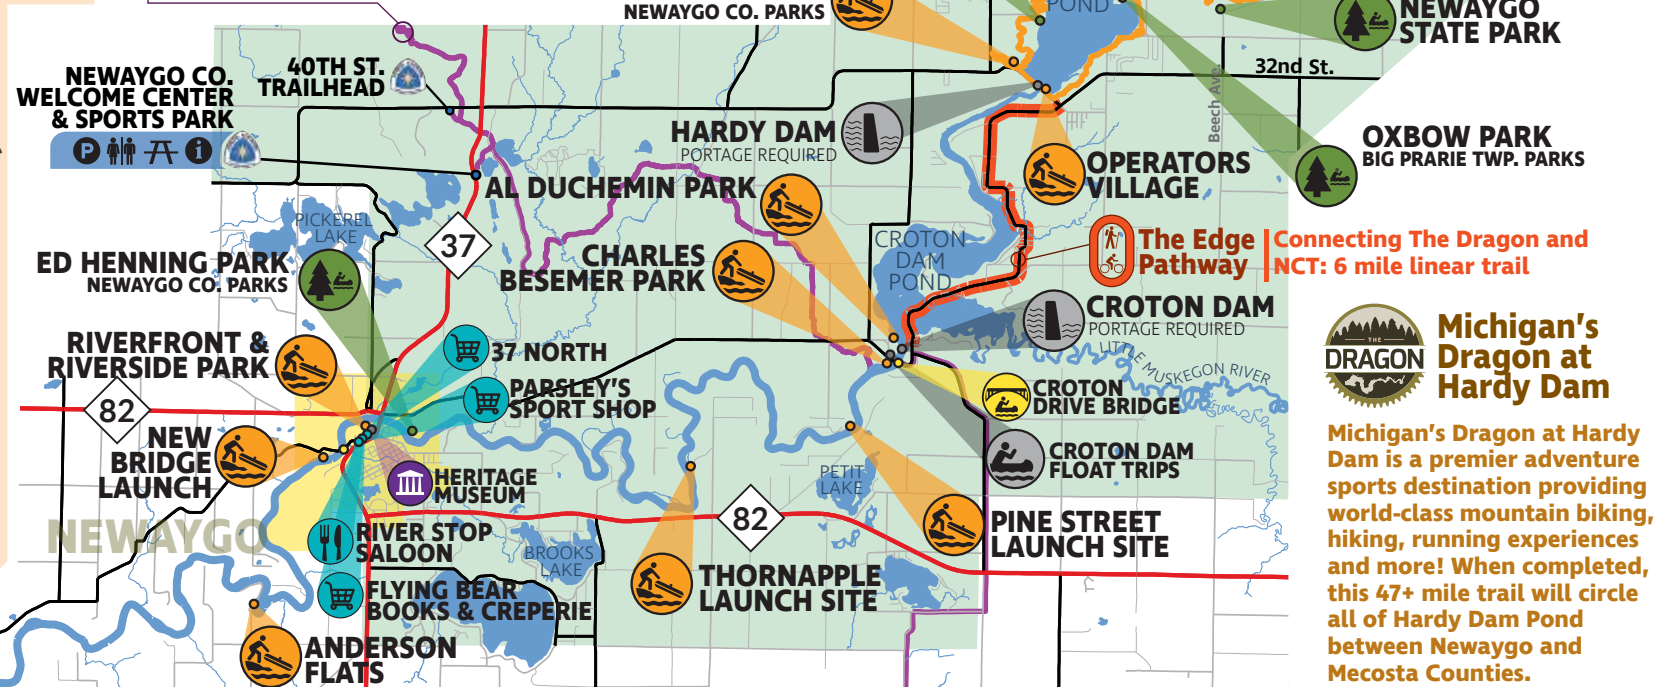 NEWAYGO CO. PARKS
POND
NEWAYGO
STATE PARK
32nd St.
Beech Ave.
40TH ST.
TRAILHEAD
NEWAYGO CO.
WELCOME CENTER
& SPORTS PARK
P
i
HARDY DAM
PORTAGE REQUIRED
OXBOW PARK
BIG PRARIE TWP. PARKS
OPERATORS
VILLAGE
AL DUCHEMIN PARK
PICKEREL
LAKE
37
CROTON
DAM
POND
The Edge
Pathway
Connecting The Dragon and
NCT: 6 mile linear trail
CHARLES
BESEMER PARK
ED HENNING PARK
NEWAYGO CO. PARKS
CROTON DAM
PORTAGE REQUIRED
LITTLE MUSKEGON RIVER
THE
DRAGON
Michigan's
Dragon at
Hardy Dam
RIVERFRONT &
RIVERSIDE PARK
37 NORTH
PARSLEY'S
SPORT SHOP
CROTON
DRIVE BRIDGE
82
NEW
BRIDGE
LAUNCH
HERITAGE
MUSEUM
CROTON DAM
FLOAT TRIPS
PETIT
LAKE
NEWAYGO
RIVER STOP
SALOON
BROOKS
LAKE
82
PINE STREET
LAUNCH SITE
FLYING BEAR
BOOKS & CREPERIE
THORNAPPLE
LAUNCH SITE
ANDERSON
FLATS
Michigan's Dragon at Hardy
Dam is a premier adventure
sports destination providing
world-class mountain biking,
hiking, running experiences
and more! When completed,
this 47+ mile trail will circle
all of Hardy Dam Pond
between Newaygo and
Mecosta Counties.